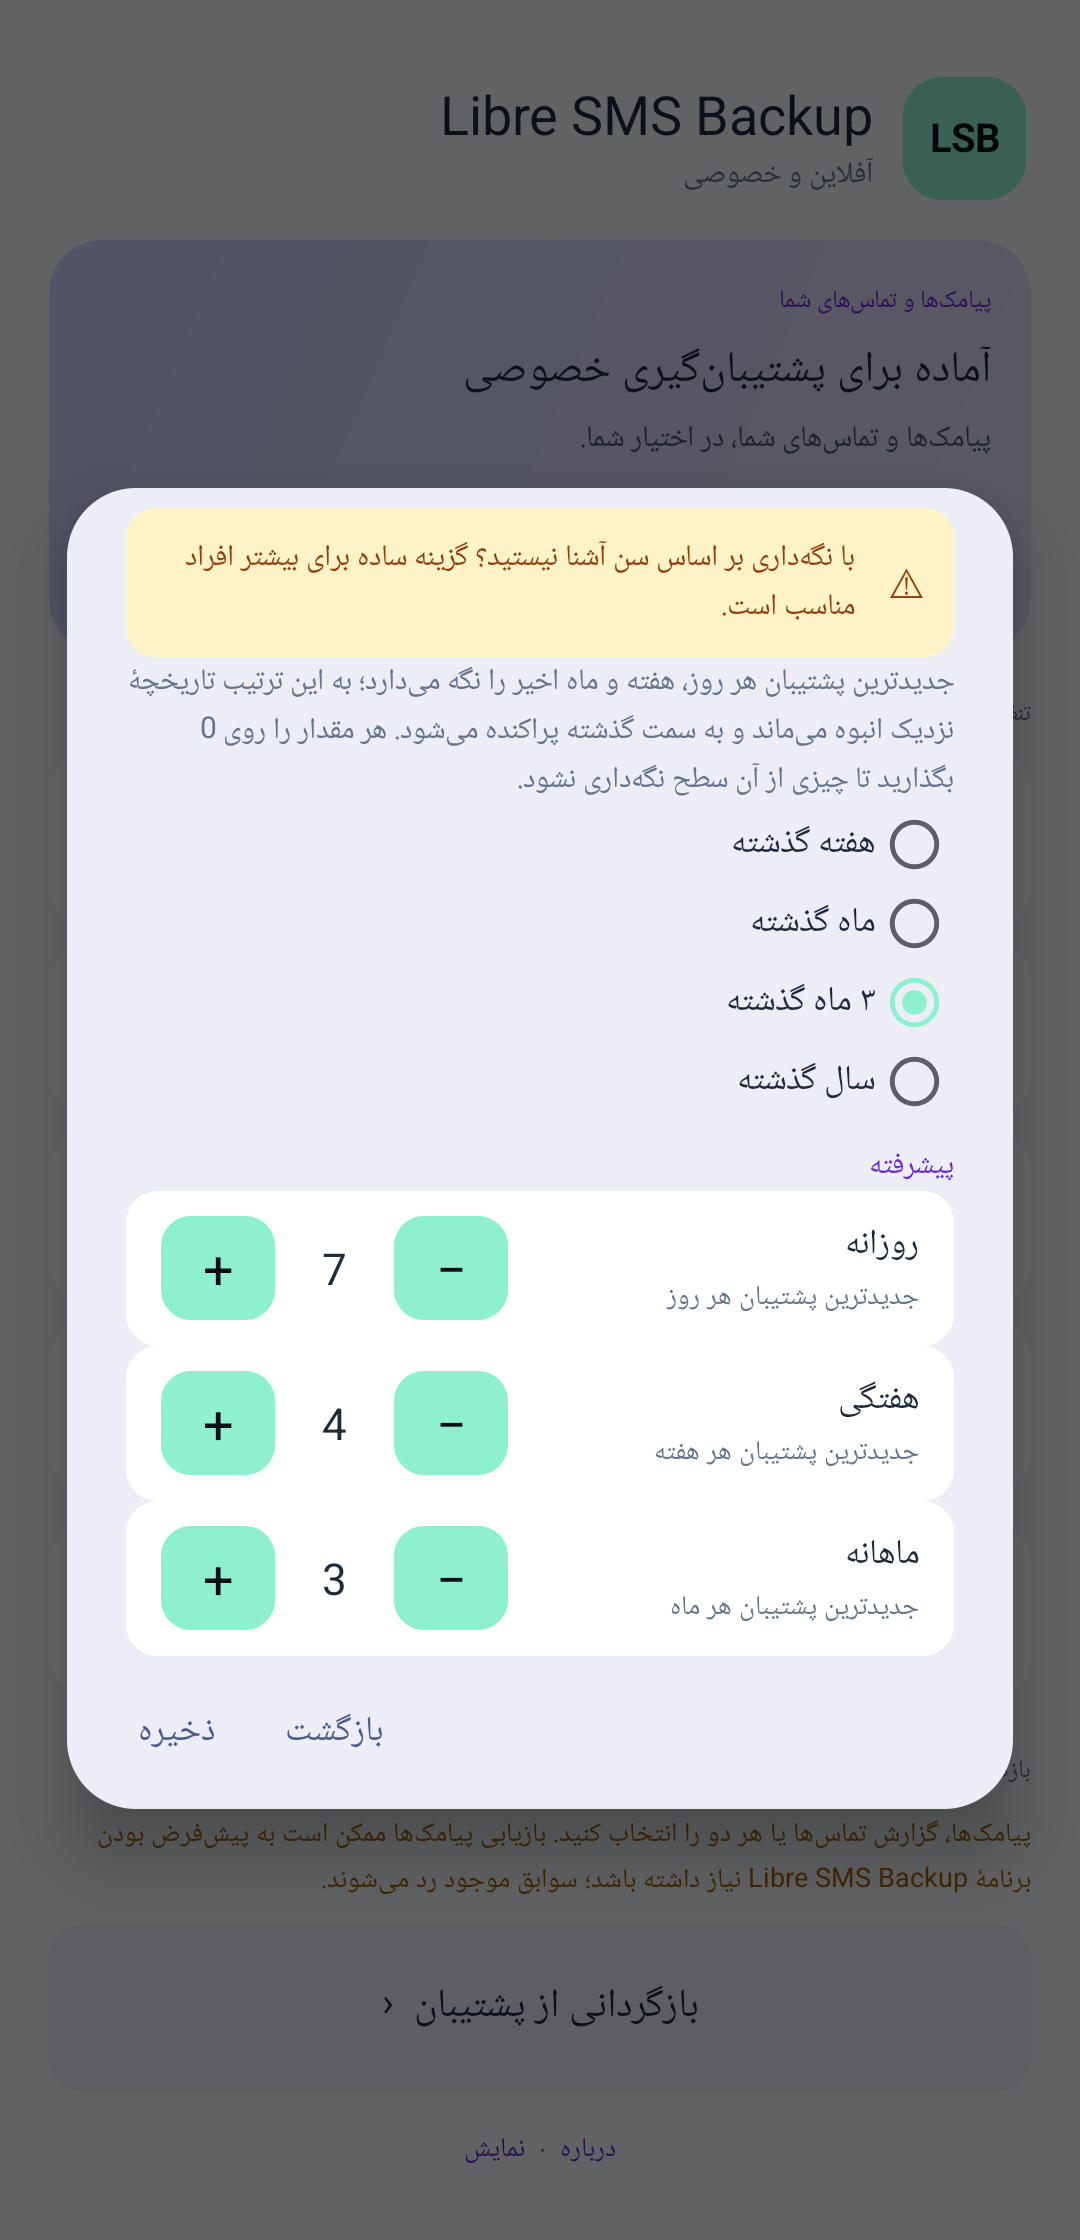 LSB
Libre SMS Backup
آفلاین و خصوصی
پیامک‌ها و تماس‌های شما
آماده برای پشتیبان‌گیری خصوصی
پیامک‌ها و تماس‌های شما، در اختیار شما.
با نگه‌داری بر اساس سن آشنا نیستید؟ گزینه ساده برای بیشتر افراد
مناسب است.
⚠
جدیدترین پشتیبان هر روز، هفته و ماه اخیر را نگه می‌دارد؛ به این ترتیب تاریخچهٔ
نزدیک انبوه می‌ماند و به سمت گذشته پراکنده می‌شود. هر مقدار را روی 0
بگذارید تا چیزی از آن سطح نگه‌داری نشود.
هفته گذشته
ماه گذشته
۳ ماه گذشته
سال گذشته
پیشرفته
روزانه
جدیدترین پشتیبان هر روز
− 7 +
هفتگی
جدیدترین پشتیبان هر هفته
− 4 +
ماهانه
جدیدترین پشتیبان هر ماه
− 3 +
بازگشت
ذخیره
پیامک‌ها، گزارش تماس‌ها یا هر دو را انتخاب کنید. بازیابی پیامک‌ها ممکن است به پیش‌فرض بودن
برنامهٔ Libre SMS Backup نیاز داشته باشد؛ سوابق موجود رد می‌شوند.
بازگردانی از پشتیبان ‹
درباره · نمایش